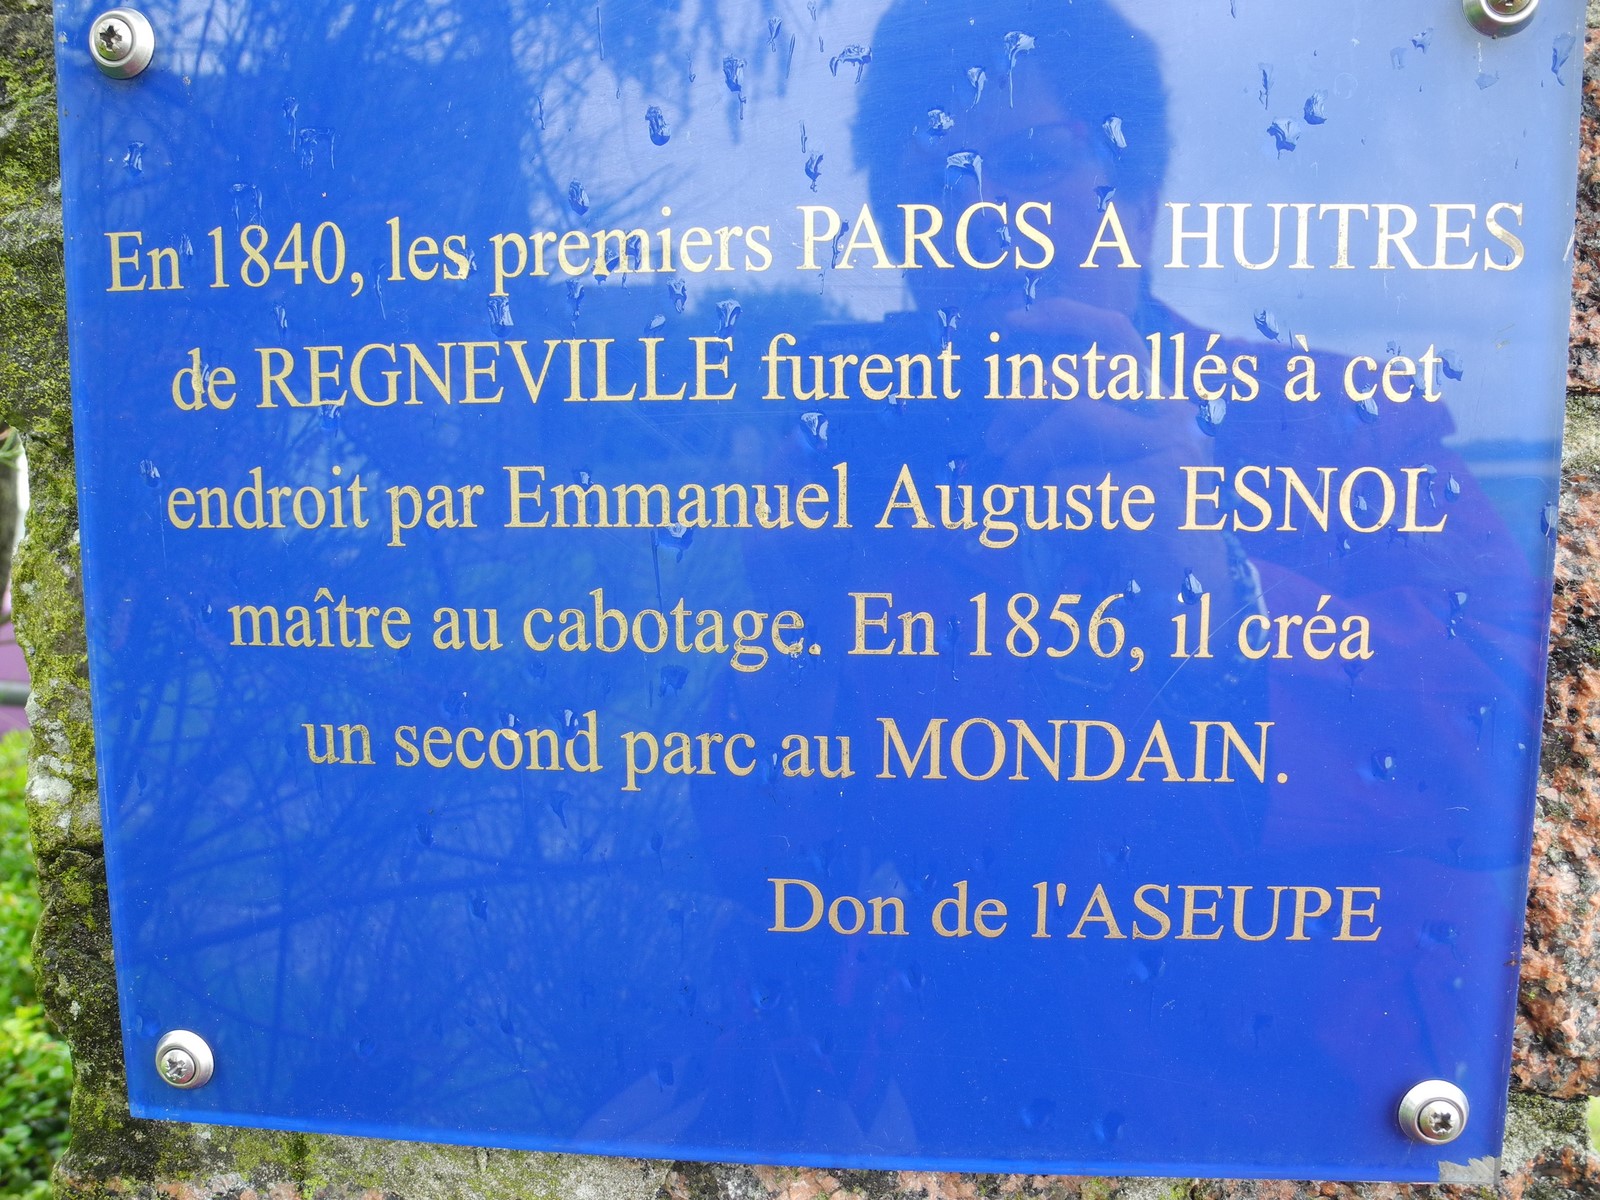 En 1840, les premiers PARCS A HUITRES
de REGNEVILLE furent installés à cet
endroit par Emmanuel Auguste ESNOL
maître au cabotage. En 1856, il créa
un second parc au MONDAIN.
Don de l'ASEUPE